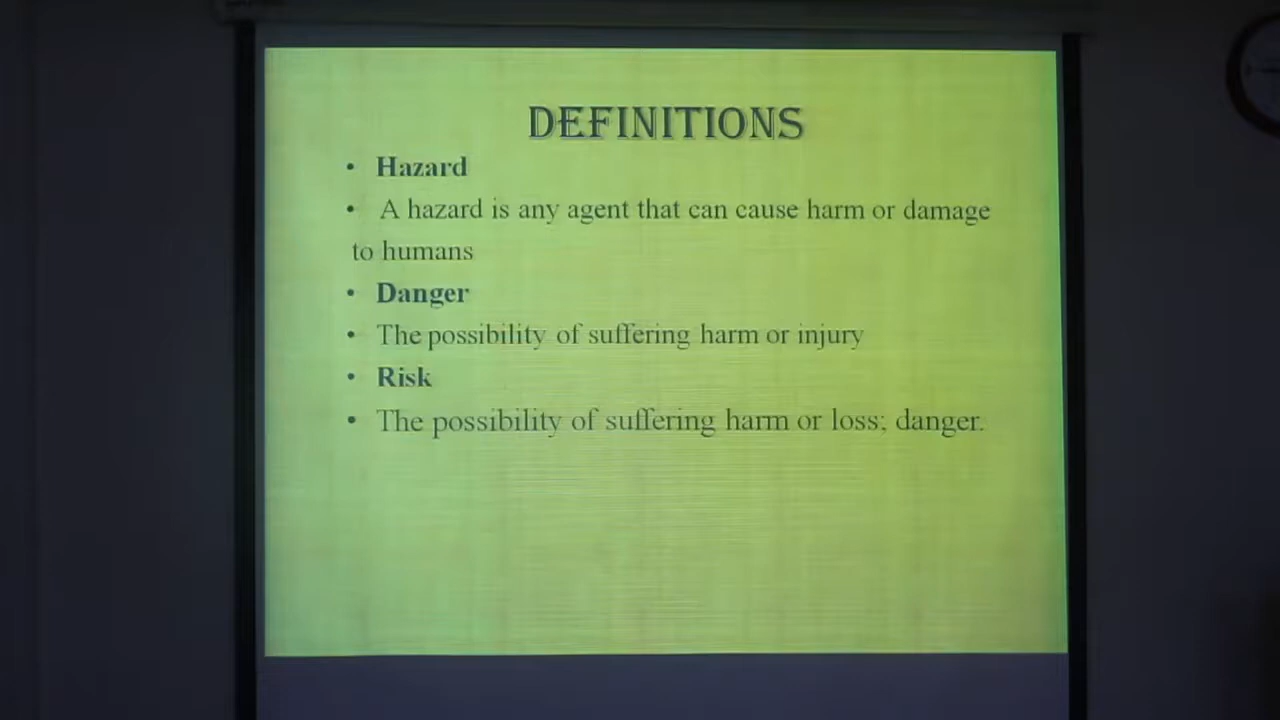 DEFINITIONS
• Hazard
• A hazard is any agent that can cause harm or damage
to humans
• Danger
• The possibility of suffering harm or injury
• Risk
• The possibility of suffering harm or loss; danger.